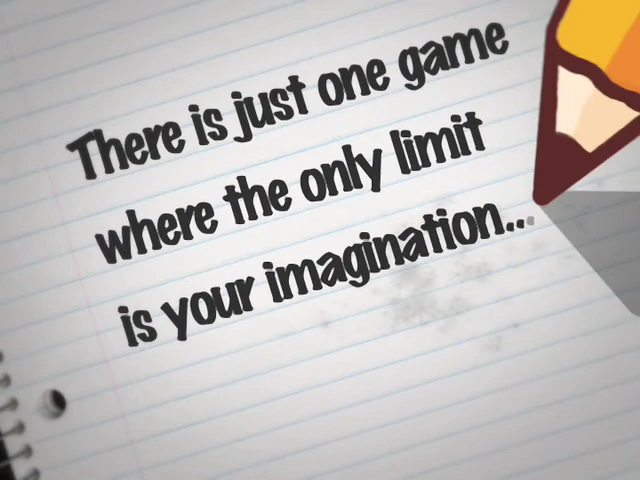 There is just one game
where the only limit
is your imagination...